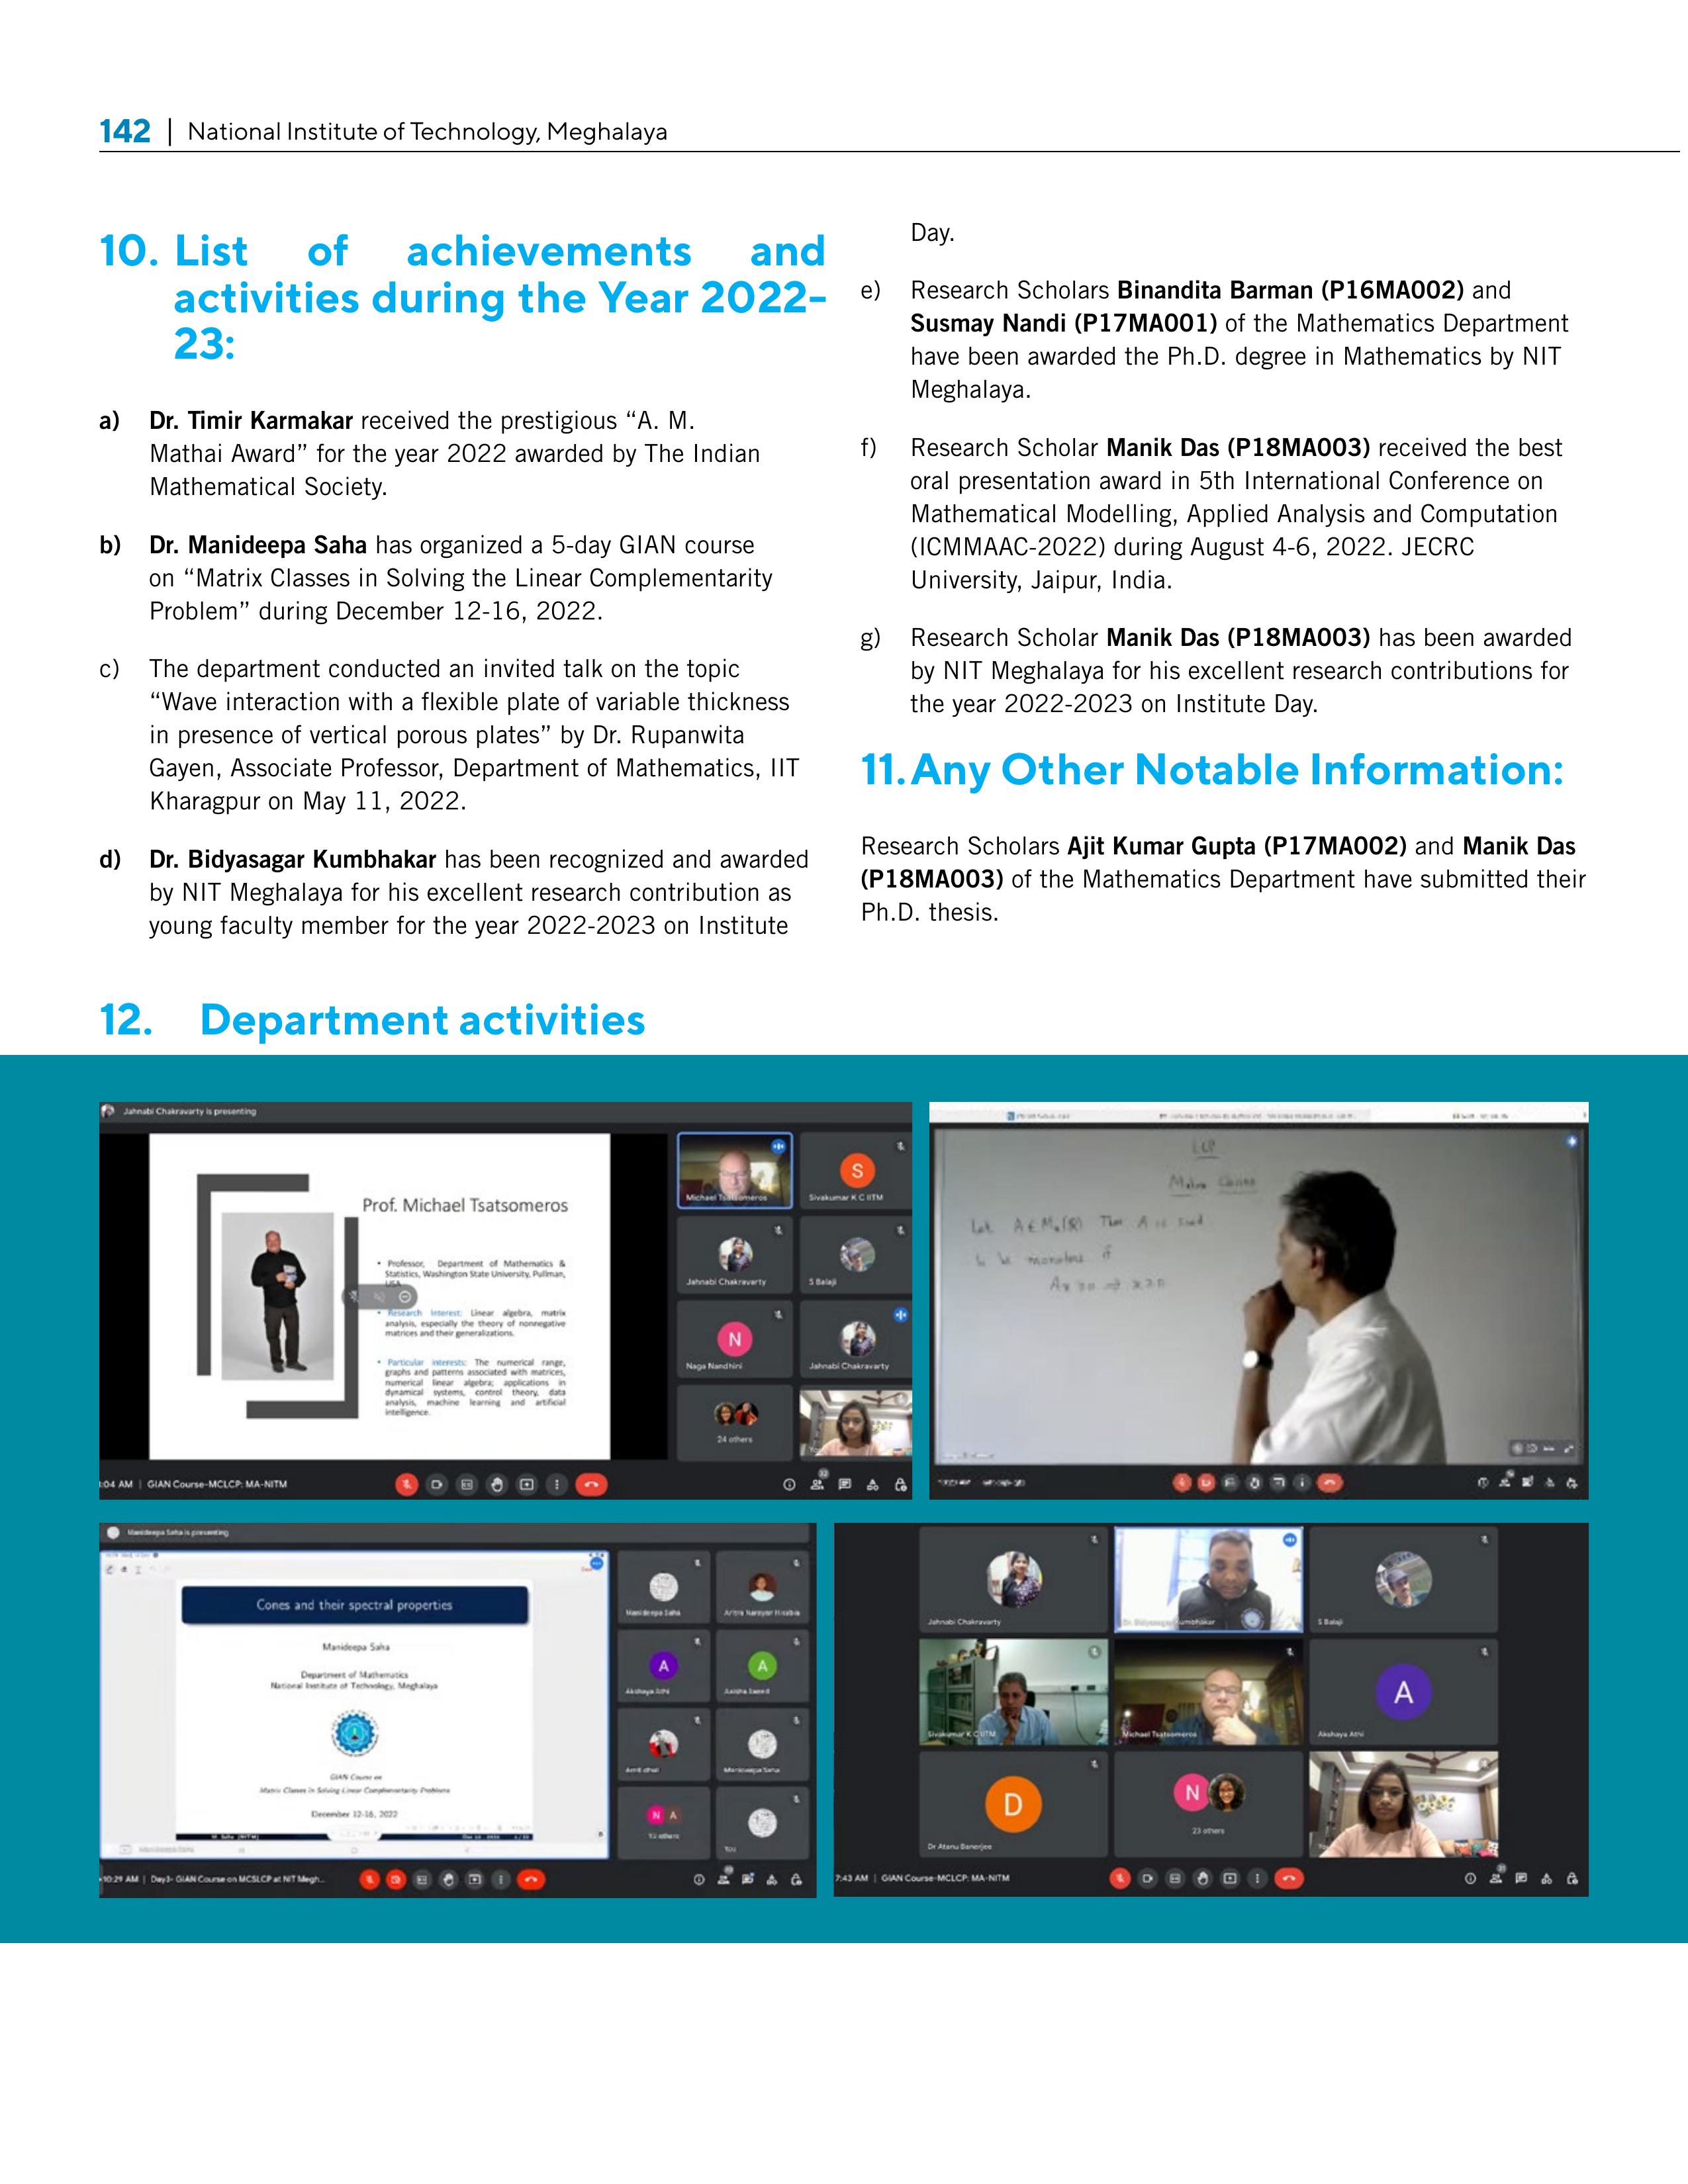 142 | National Institute of Technology, Meghalaya
10. List of achievements and
activities during the Year 2022-
23:
a) Dr. Timir Karmakar received the prestigious “A. M.
Mathai Award” for the year 2022 awarded by The Indian
Mathematical Society.
b) Dr. Manideepa Saha has organized a 5-day GIAN course
on “Matrix Classes in Solving the Linear Complementarity
Problem” during December 12-16, 2022.
c) The department conducted an invited talk on the topic
“Wave interaction with a flexible plate of variable thickness
in presence of vertical porous plates” by Dr. Rupanwita
Gayen, Associate Professor, Department of Mathematics, IIT
Kharagpur on May 11, 2022.
d) Dr. Bidyasagar Kumbhakar has been recognized and awarded
by NIT Meghalaya for his excellent research contribution as
young faculty member for the year 2022-2023 on Institute
Day.
e) Research Scholars Binandita Barman (P16MA002) and
Susmay Nandi (P17MA001) of the Mathematics Department
have been awarded the Ph.D. degree in Mathematics by NIT
Meghalaya.
f) Research Scholar Manik Das (P18MA003) received the best
oral presentation award in 5th International Conference on
Mathematical Modelling, Applied Analysis and Computation
(ICMMAAC-2022) during August 4-6, 2022. JECRC
University, Jaipur, India.
g) Research Scholar Manik Das (P18MA003) has been awarded
by NIT Meghalaya for his excellent research contributions for
the year 2022-2023 on Institute Day.
11. Any Other Notable Information:
Research Scholars Ajit Kumar Gupta (P17MA002) and Manik Das
(P18MA003) of the Mathematics Department have submitted their
Ph.D. thesis.
12. Department activities
Jahnabi Chakravarty is presenting
Prof. Michael Tsatsomeros
• Professor, Department of Mathematics &
Statistics, Washington State University, Pullman,
USA
• Research Interest: Linear algebra, matrix
analysis, especially the theory of nonnegative
matrices and their generalizations.
• Particular interests: The numerical range,
graphs and patterns associated with matrices,
numerical linear algebra; applications in
dynamical systems, control theory, data
analysis, machine learning and artificial
intelligence.
Michael Tsatsomeros
S
Sivakumar K C IITM
Jahnabi Chakravarty
S Balaji
N
Naga Nandhini
Jahnabi Chakravarty
24 others
:04 AM | GIAN Course-MCLCP: MA-NITM
LCP
Let A ∈ Mn(R) Then A is said
to be monotone if
Ax ≥ 0 ⇒ x ≥ 0
Manideepa Saha is presenting
Cones and their spectral properties
Manideepa Saha
Department of Mathematics
National Institute of Technology, Meghalaya
GIAN Course on
Matrix Classes in Solving Linear Complementarity Problems
December 12-16, 2022
Manideepa Saha
A
Akshaya Athi
A
Amit dhul
Manideepa Saha
N A
You
10:29 AM | Day3- GIAN Course on MCSLCP at NIT Megh...
Jahnabi Chakravarty
Dr. Bidyasagar Kumbhakar
S Balaji
Sivakumar K C IITM
Michael Tsatsomeros
A
Akshaya Athi
D
Dr Atanu Banerjee
N
23 others
7:43 AM | GIAN Course-MCLCP: MA-NITM